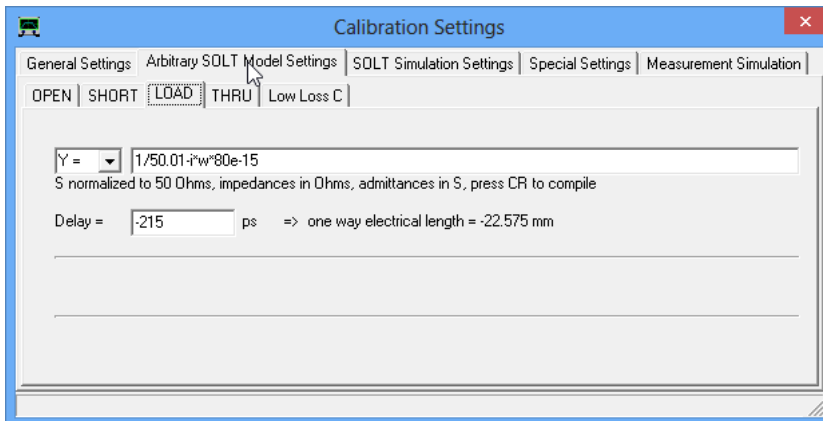 Calibration Settings
General Settings Arbitrary SOLT Model Settings SOLT Simulation Settings Special Settings Measurement Simulation
OPEN SHORT LOAD THRU Low Loss C
Y = 1/50.01-i*w*80e-15
S normalized to 50 Ohms, impedances in Ohms, admittances in S, press CR to compile
Delay = -215 ps => one way electrical length = -22.575 mm